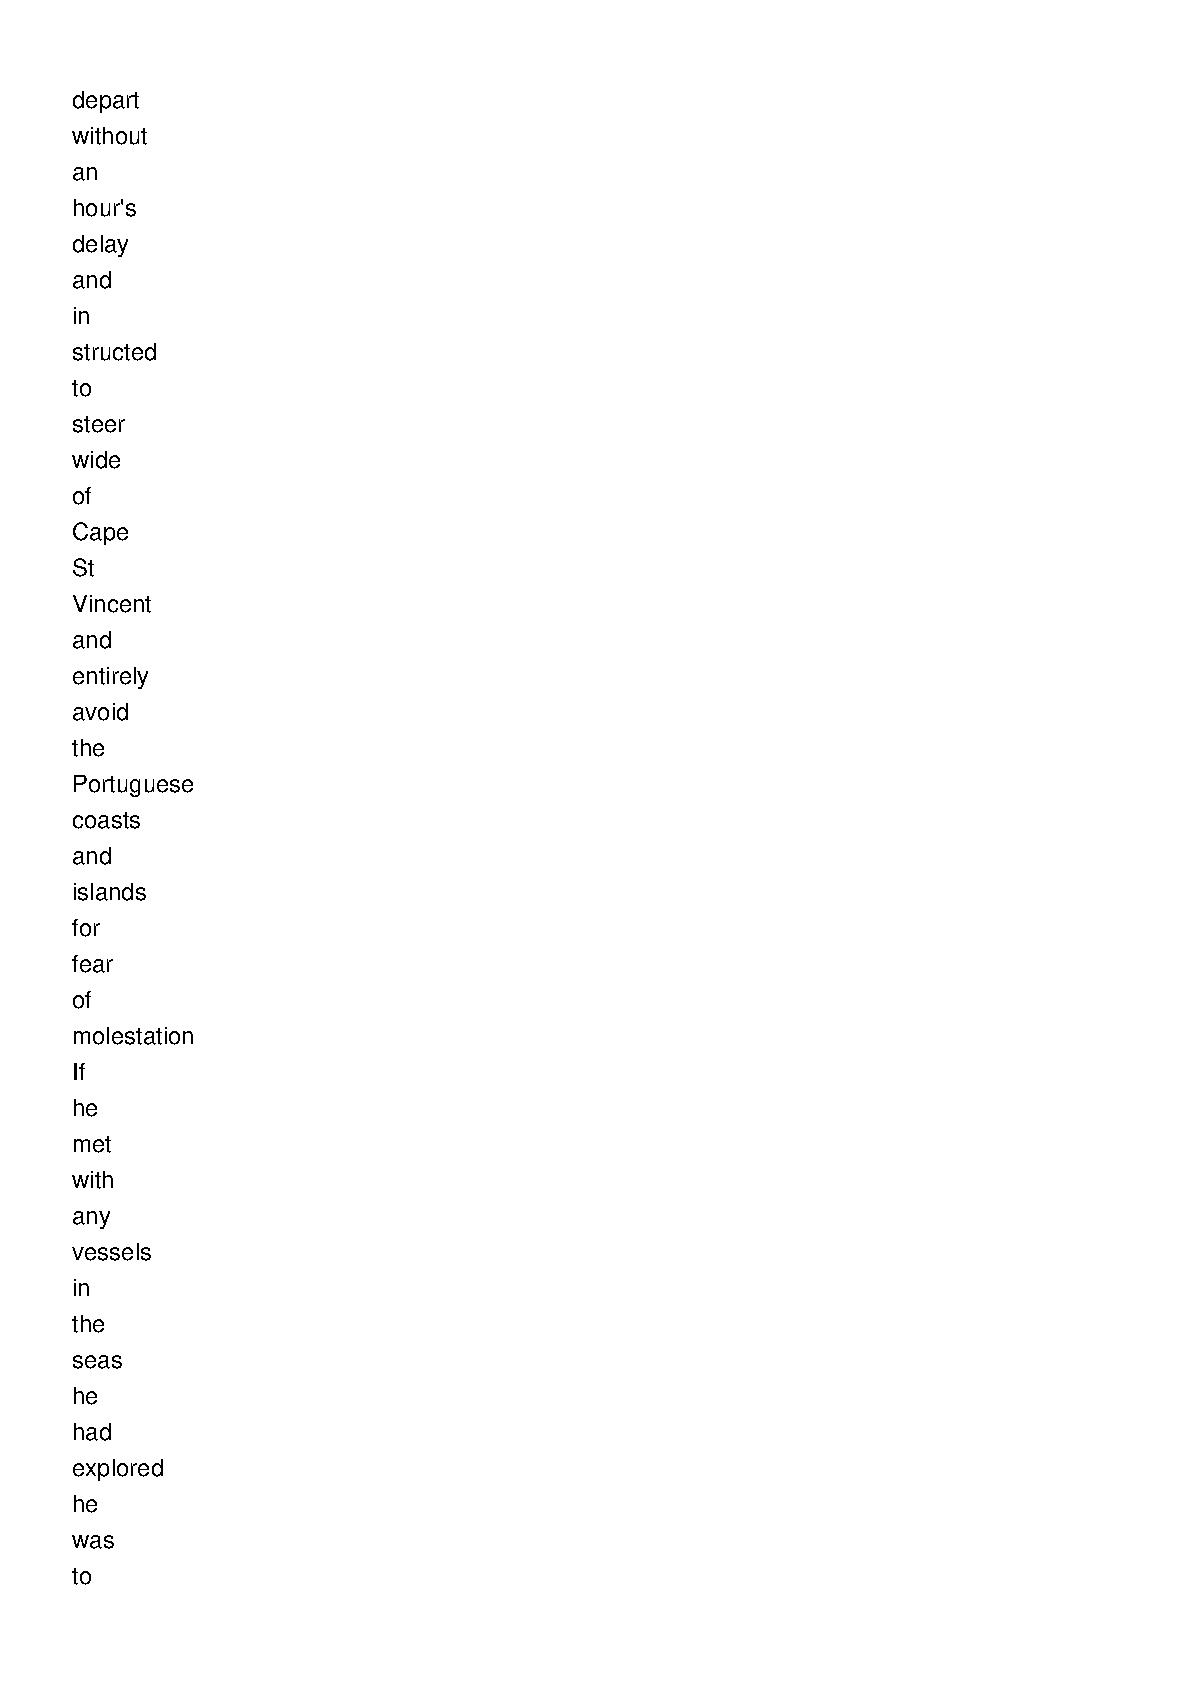 depart
without
an
hour's
delay
and
in
structed
to
steer
wide
of
Cape
St
Vincent
and
entirely
avoid
the
Portuguese
coasts
and
islands
for
fear
of
molestation
If
he
met
with
any
vessels
in
the
seas
he
had
explored
he
was
to